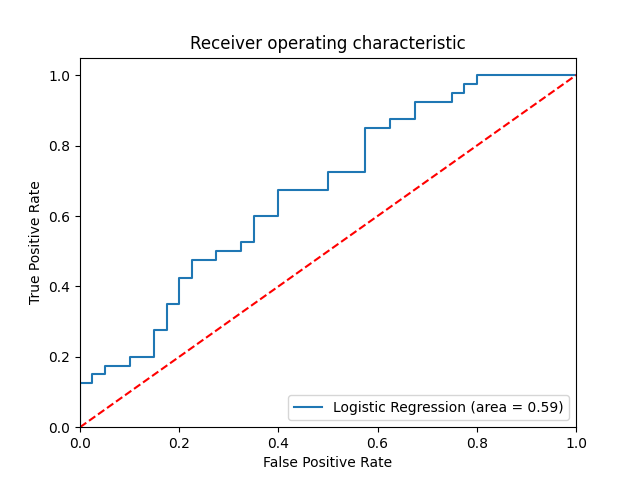 Receiver operating characteristic
1.0
0.8
0.6
0.4
0.2
0.0
True Positive Rate
Logistic Regression (area = 0.59)
0.0 0.2 0.4 0.6 0.8 1.0
False Positive Rate